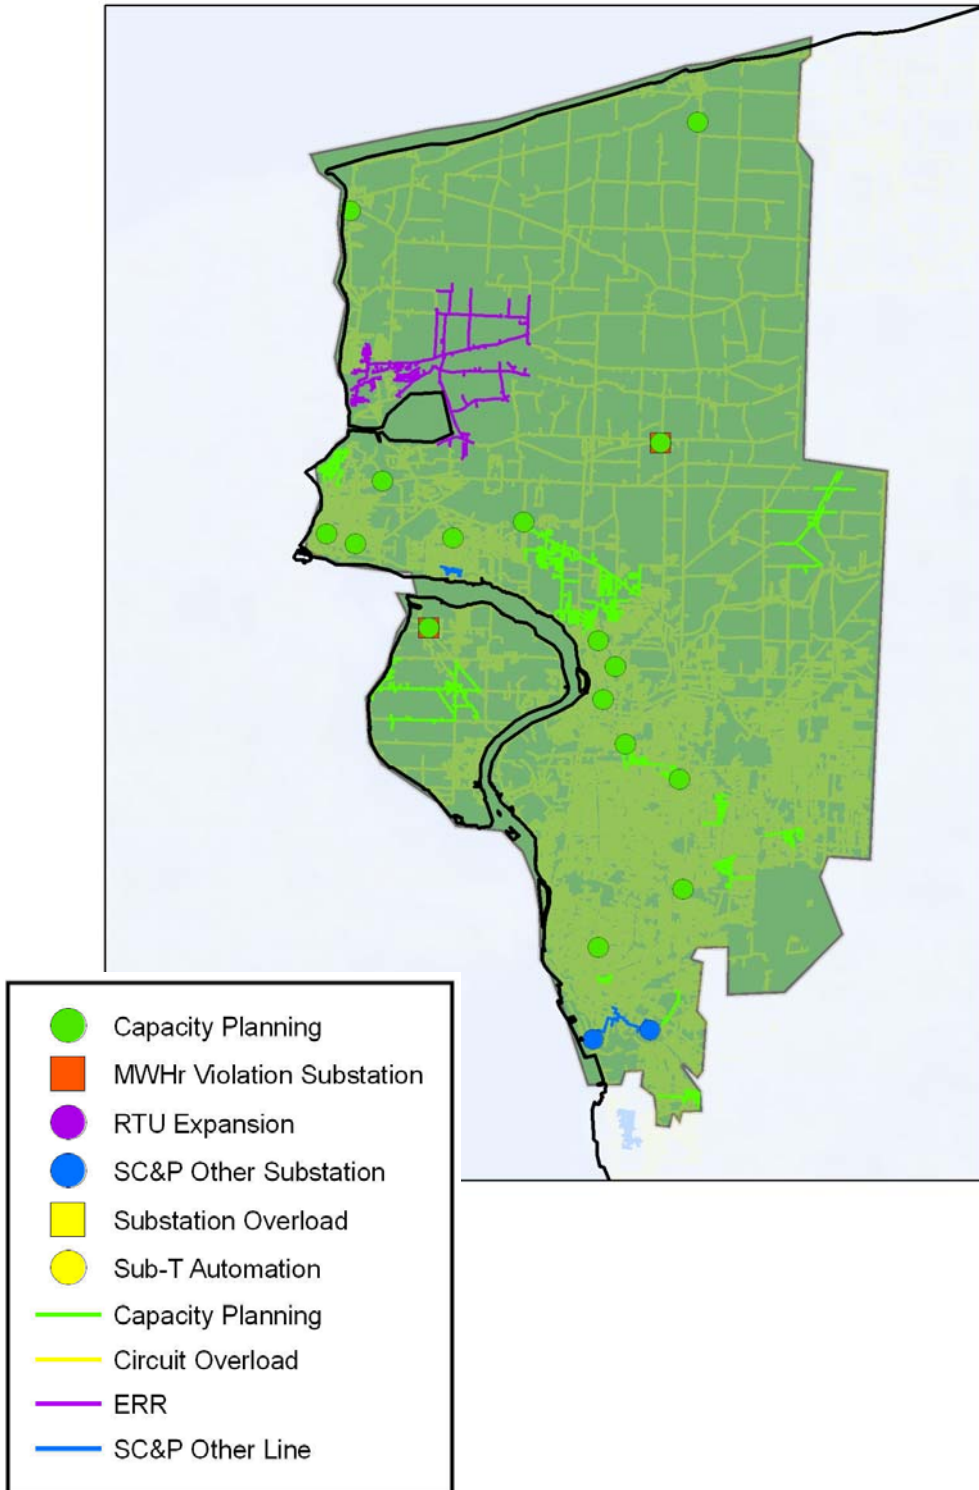 Capacity Planning
MWHr Violation Substation
RTU Expansion
SC&P Other Substation
Substation Overload
Sub-T Automation
Capacity Planning
Circuit Overload
ERR
SC&P Other Line